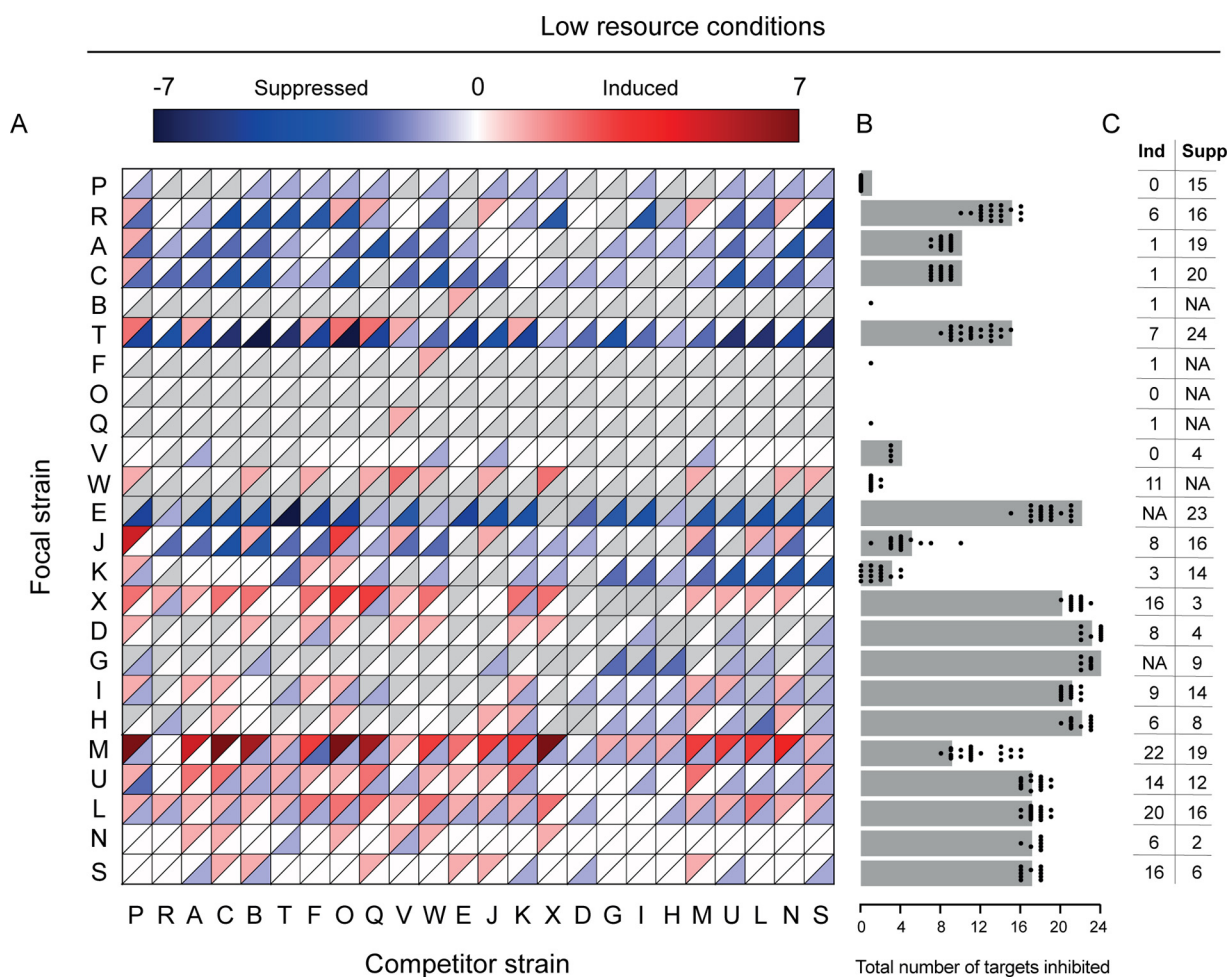 Low resource conditions
-7 Suppressed 0 Induced 7
A
B
C
Ind Supp
P 0 15
R 6 16
A 1 19
C 1 20
B 1 NA
T 7 24
F 1 NA
O 0 NA
Q 1 NA
V 0 4
W 11 NA
E NA 23
J 8 16
K 3 14
X 16 3
D 8 4
G NA 9
I 9 14
H 6 8
M 22 19
U 14 12
L 20 16
N 6 2
S 16 6
Focal strain
P R A C B T F O Q V W E J K X D G I H M U L N S
0 4 8 12 16 20 24
Competitor strain
Total number of targets inhibited